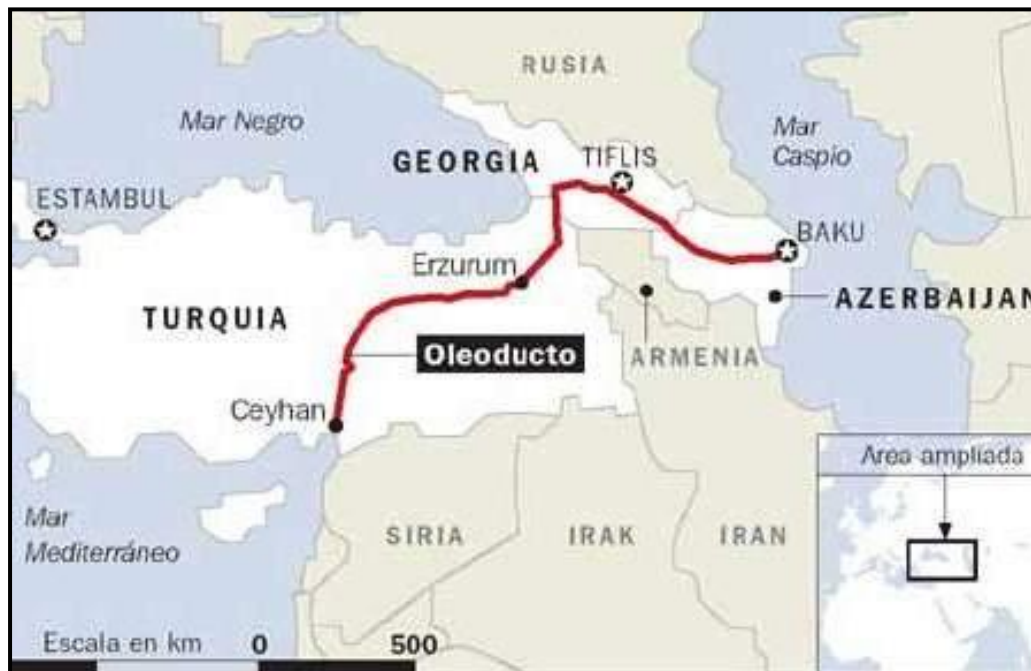 RUSIA
Mar Negro
Mar
Caspio
GEORGIA
TIFLIS
ESTAMBUL
BAKU
Erzurum
AZERBAIJAN
TURQUIA
Oleoducto
ARMENIA
Ceyhan
Area ampliada
Mar
Mediterráneo
SIRIA
IRAK
IRAN
Escala en km 0 500